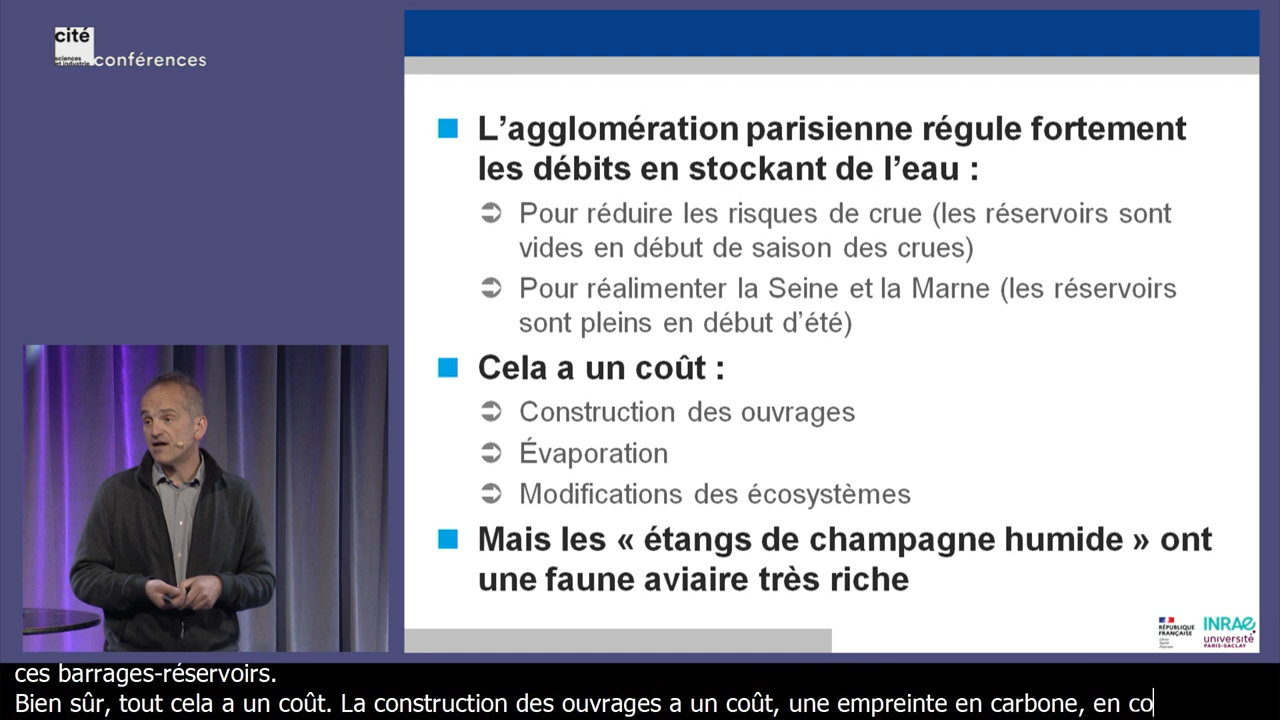 cité
sciences
et industrie
conférences
L’agglomération parisienne régule fortement
les débits en stockant de l’eau :
Pour réduire les risques de crue (les réservoirs sont
vides en début de saison des crues)
Pour réalimenter la Seine et la Marne (les réservoirs
sont pleins en début d’été)
Cela a un coût :
Construction des ouvrages
Évaporation
Modifications des écosystèmes
Mais les « étangs de champagne humide » ont
une faune aviaire très riche
RÉPUBLIQUE
FRANÇAISE
INRAE
université
PARIS-SACLAY
ces barrages-réservoirs.
Bien sûr, tout cela a un coût. La construction des ouvrages a un coût, une empreinte en carbone, en co